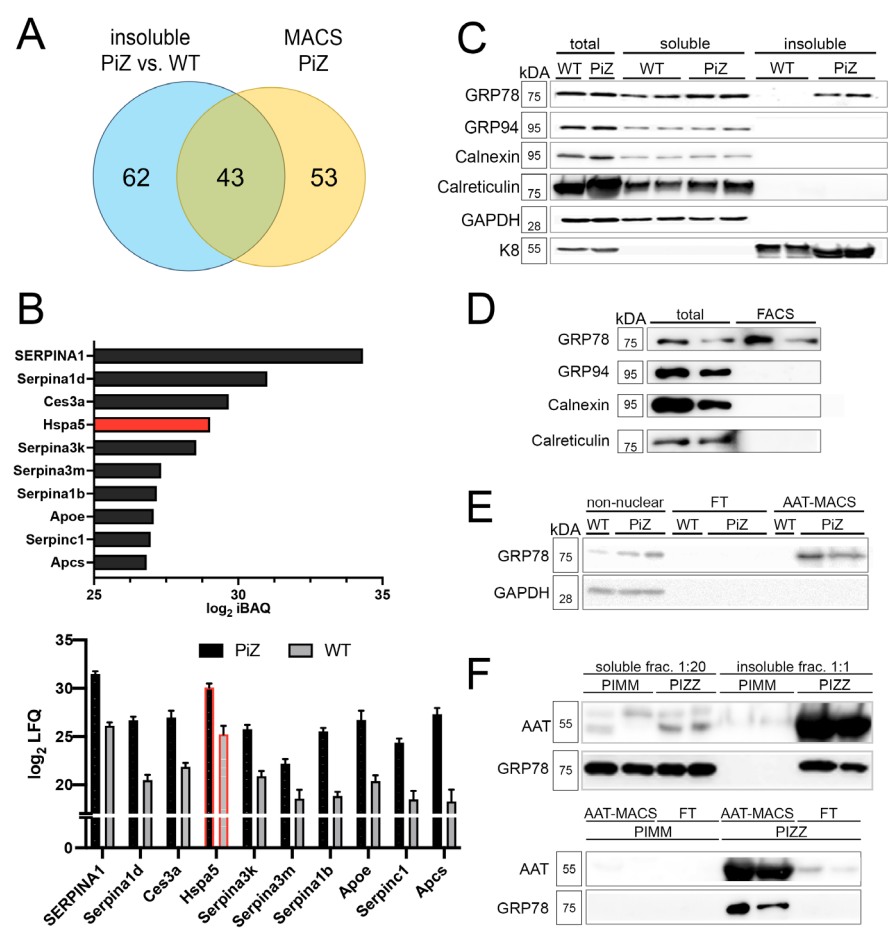 A
insoluble
PiZ vs. WT
MACS
PiZ
62
43
53
B
SERPINA1
Serpina1d
Ces3a
Hspa5
Serpina3k
Serpina3m
Serpina1b
Apoe
Serpinc1
Apcs
25 30 35
log2 iBAQ
PiZ WT
35
30
25
20
0
log2 LFQ
SERPINA1 Serpina1d Ces3a Hspa5 Serpina3k Serpina3m Serpina1b Apoe Serpinc1 Apcs
C
total soluble insoluble
kDA WT PiZ WT PiZ WT PiZ
GRP78 75
GRP94 95
Calnexin 95
Calreticulin 75
GAPDH 28
K8 55
D
kDA total FACS
GRP78 75
GRP94 95
Calnexin 95
Calreticulin 75
E
non-nuclear FT AAT-MACS
kDA WT PiZ WT PiZ WT PiZ
GRP78 75
GAPDH 28
F
soluble frac. 1:20 insoluble frac. 1:1
PIMM PIZZ PIMM PIZZ
AAT 55
GRP78 75
AAT-MACS FT AAT-MACS FT
PIMM PIZZ
AAT 55
GRP78 75